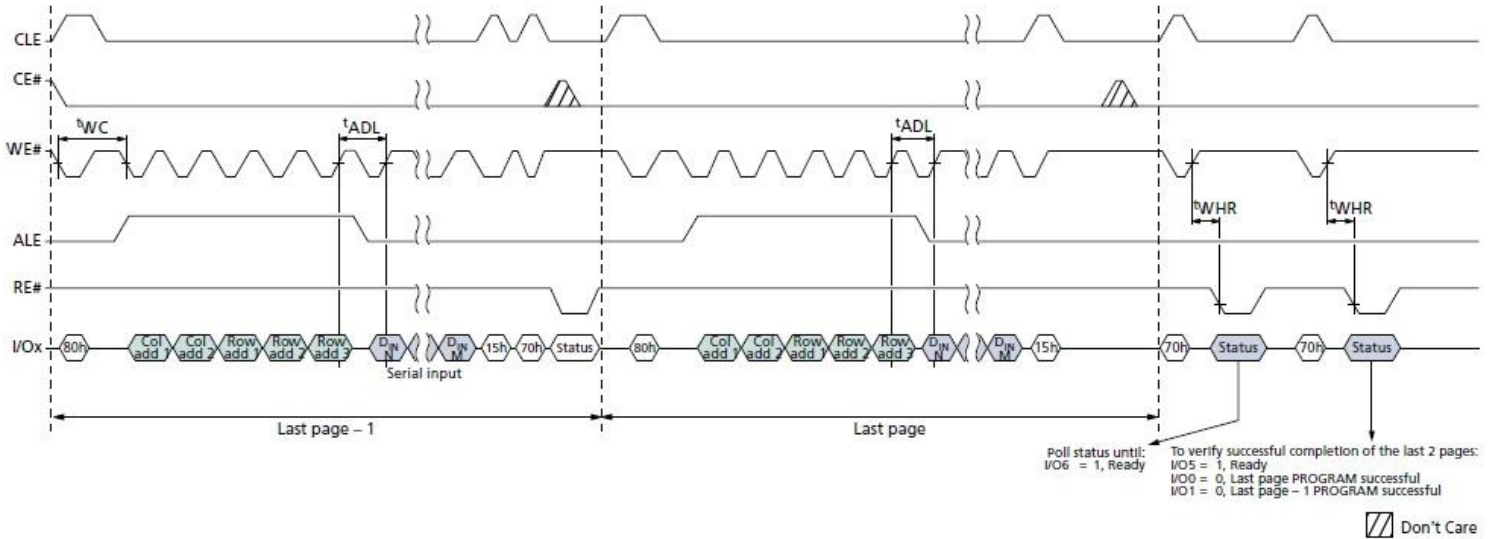 CLE
CE#
tWC
tADL
tADL
WE#
tWHR
tWHR
ALE
RE#
I/Ox
80h
Col add 1
Col add 2
Row add 1
Row add 2
Row add 3
DIN N
DIN M
15h
70h
Status
80h
Col add 1
Col add 2
Row add 1
Row add 2
Row add 3
DIN N
DIN M
15h
70h
Status
70h
Status
Serial input
Last page – 1
Last page
Poll status until:
I/O6 = 1, Ready
To verify successful completion of the last 2 pages:
I/O5 = 1, Ready
I/O0 = 0, Last page PROGRAM successful
I/O1 = 0, Last page – 1 PROGRAM successful
Don't Care